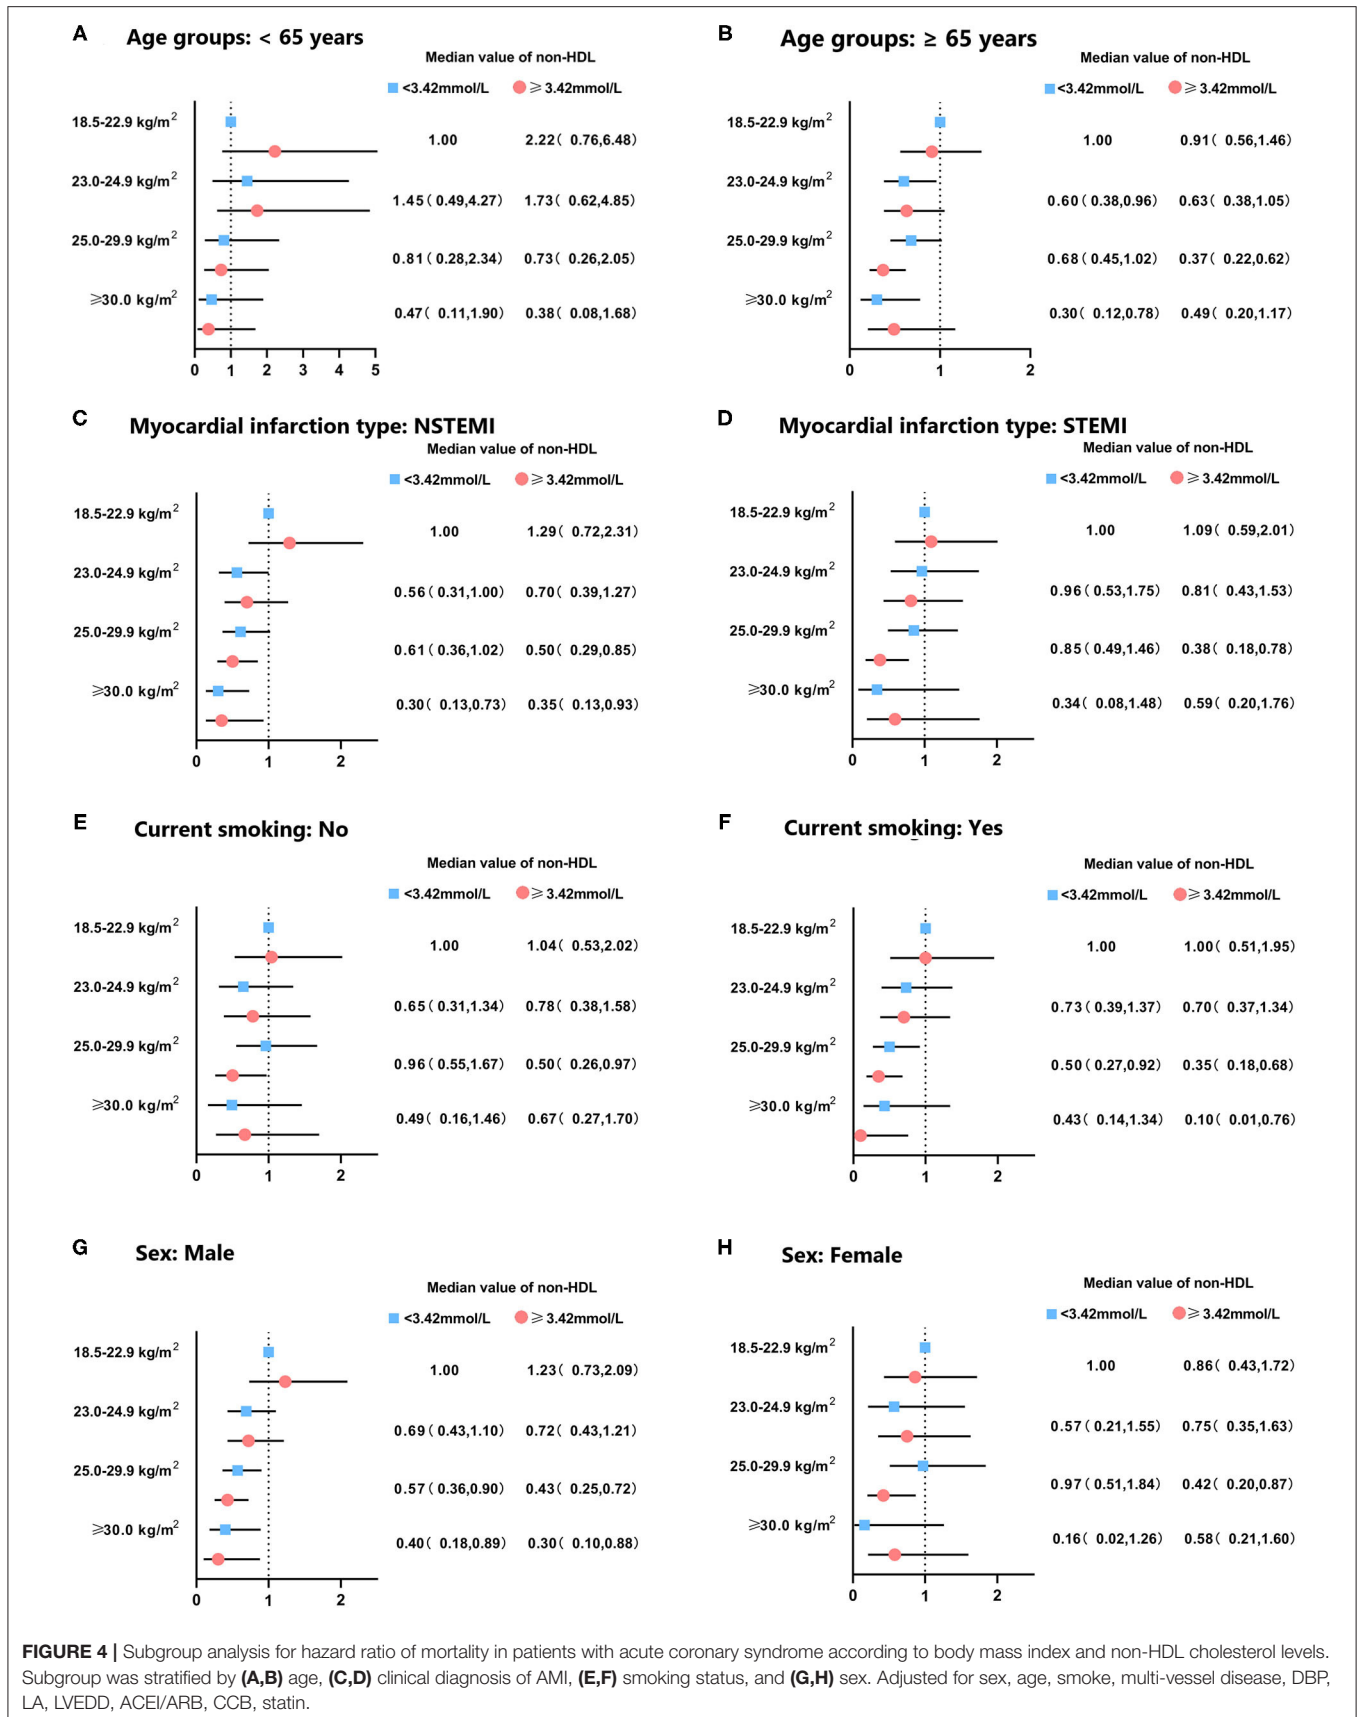 A Age groups: < 65 years
Median value of non-HDL
<3.42mmol/L ≥ 3.42mmol/L
18.5-22.9 kg/m²
1.00 2.22( 0.76,6.48)
23.0-24.9 kg/m²
1.45(0.49,4.27) 1.73( 0.62,4.85)
25.0-29.9 kg/m²
0.81(0.28,2.34) 0.73( 0.26,2.05)
≥30.0 kg/m²
0.47( 0.11,1.90) 0.38( 0.08,1.68)
0 1 2 3 4 5
B Age groups: ≥ 65 years
Median value of non-HDL
<3.42mmol/L ≥ 3.42mmol/L
18.5-22.9 kg/m²
1.00 0.91( 0.56,1.46)
23.0-24.9 kg/m²
0.60(0.38,0.96) 0.63( 0.38,1.05)
25.0-29.9 kg/m²
0.68(0.45,1.02) 0.37( 0.22,0.62)
≥30.0 kg/m²
0.30( 0.12,0.78) 0.49( 0.20,1.17)
0 1 2
C Myocardial infarction type: NSTEMI
Median value of non-HDL
<3.42mmol/L ≥ 3.42mmol/L
18.5-22.9 kg/m²
1.00 1.29( 0.72,2.31)
23.0-24.9 kg/m²
0.56(0.31,1.00) 0.70( 0.39,1.27)
25.0-29.9 kg/m²
0.61(0.36,1.02) 0.50( 0.29,0.85)
≥30.0 kg/m²
0.30( 0.13,0.73) 0.35( 0.13,0.93)
0 1 2
D Myocardial infarction type: STEMI
Median value of non-HDL
<3.42mmol/L ≥ 3.42mmol/L
18.5-22.9 kg/m²
1.00 1.09( 0.59,2.01)
23.0-24.9 kg/m²
0.96(0.53,1.75) 0.81( 0.43,1.53)
25.0-29.9 kg/m²
0.85(0.49,1.46) 0.38( 0.18,0.78)
≥30.0 kg/m²
0.34( 0.08,1.48) 0.59( 0.20,1.76)
0 1 2
E Current smoking: No
Median value of non-HDL
<3.42mmol/L ≥ 3.42mmol/L
18.5-22.9 kg/m²
1.00 1.04( 0.53,2.02)
23.0-24.9 kg/m²
0.65(0.31,1.34) 0.78( 0.38,1.58)
25.0-29.9 kg/m²
0.96(0.55,1.67) 0.50( 0.26,0.97)
≥30.0 kg/m²
0.49( 0.16,1.46) 0.67( 0.27,1.70)
0 1 2
F Current smoking: Yes
Median value of non-HDL
<3.42mmol/L ≥ 3.42mmol/L
18.5-22.9 kg/m²
1.00 1.00( 0.51,1.95)
23.0-24.9 kg/m²
0.73(0.39,1.37) 0.70( 0.37,1.34)
25.0-29.9 kg/m²
0.50(0.27,0.92) 0.35( 0.18,0.68)
≥30.0 kg/m²
0.43( 0.14,1.34) 0.10( 0.01,0.76)
0 1 2
G Sex: Male
Median value of non-HDL
<3.42mmol/L ≥ 3.42mmol/L
18.5-22.9 kg/m²
1.00 1.23( 0.73,2.09)
23.0-24.9 kg/m²
0.69(0.43,1.10) 0.72( 0.43,1.21)
25.0-29.9 kg/m²
0.57(0.36,0.90) 0.43( 0.25,0.72)
≥30.0 kg/m²
0.40( 0.18,0.89) 0.30( 0.10,0.88)
0 1 2
H Sex: Female
Median value of non-HDL
<3.42mmol/L ≥ 3.42mmol/L
18.5-22.9 kg/m²
1.00 0.86( 0.43,1.72)
23.0-24.9 kg/m²
0.57(0.21,1.55) 0.75( 0.35,1.63)
25.0-29.9 kg/m²
0.97(0.51,1.84) 0.42( 0.20,0.87)
≥30.0 kg/m²
0.16( 0.02,1.26) 0.58( 0.21,1.60)
0 1 2
FIGURE 4 | Subgroup analysis for hazard ratio of mortality in patients with acute coronary syndrome according to body mass index and non-HDL cholesterol levels.
Subgroup was stratified by (A,B) age, (C,D) clinical diagnosis of AMI, (E,F) smoking status, and (G,H) sex. Adjusted for sex, age, smoke, multi-vessel disease, DBP,
LA, LVEDD, ACEI/ARB, CCB, statin.